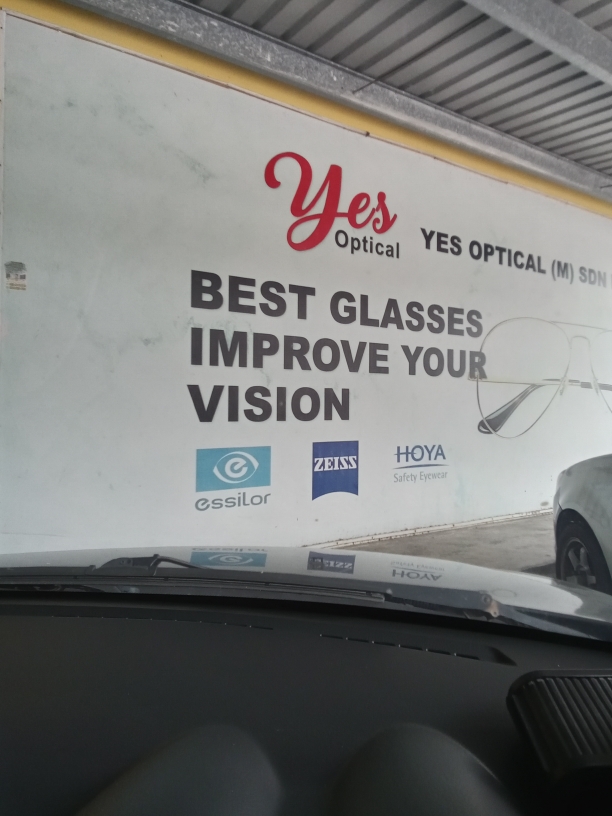 Yes
Optical
YES OPTICAL (M) SDN
BEST GLASSES
IMPROVE YOUR
VISION
essilor
ZEISS
HOYA
Safety Eyewear